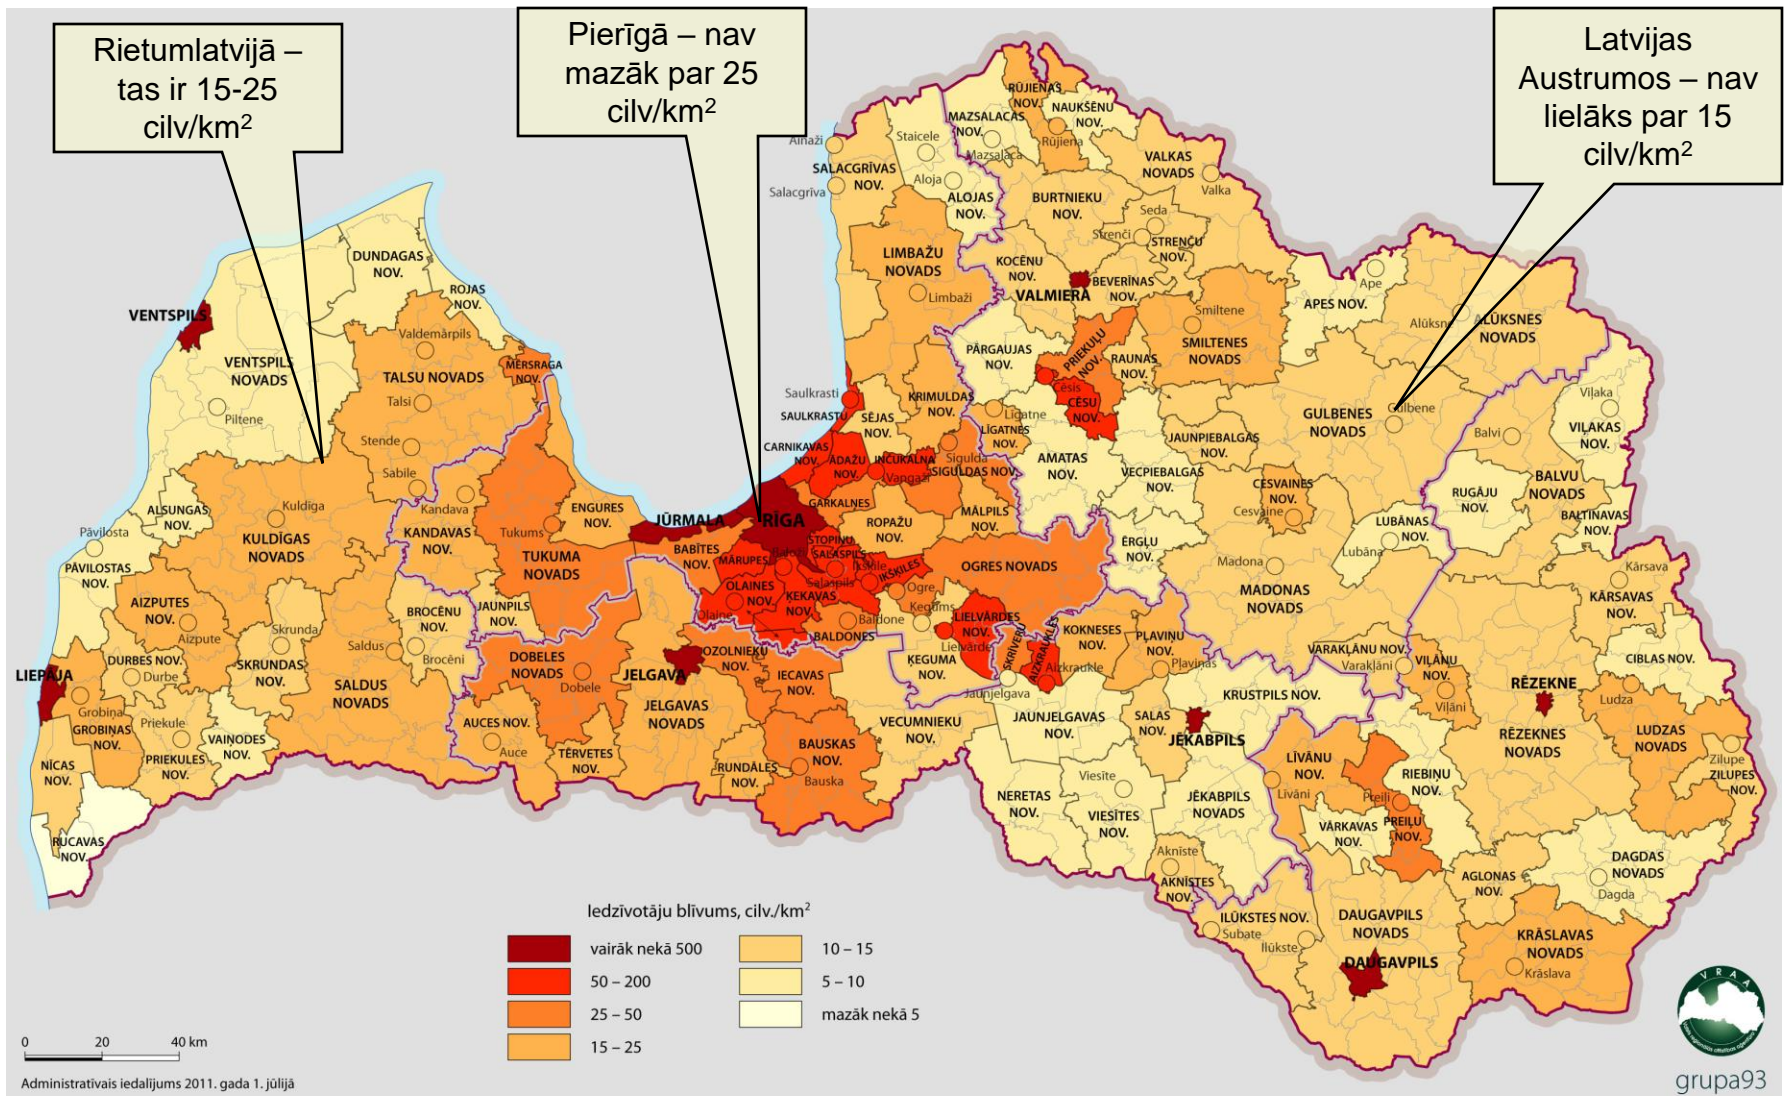 Rietumlatvijā –
tas ir 15-25
cilv/km²
Pierīgā – nav
mazāk par 25
cilv/km²
Latvijas
Austrumos – nav
lielāks par 15
cilv/km²
Ainaži
Salacgrīva
SALACGRĪVAS
NOV.
Staicele
Aloja
ALOJAS
NOV.
MAZSALACAS
NOV.
Mazsalaca
RŪJIENAS
NOV.
Rūjiena
NAUKŠĒNU
NOV.
VALKAS
NOVADS
Valka
BURTNIEKU
NOV.
Seda
Strenči
STRENČU
NOV.
LIMBAŽU
NOVADS
Limbaži
KOCĒNU
NOV.
VALMIERA
BEVERĪNAS
NOV.
Smiltene
SMILTENES
NOVADS
Ape
APES NOV.
Alūksne
ALŪKSNES
NOVADS
DUNDAGAS
NOV.
ROJAS
NOV.
VENTSPILS
VENTSPILS
NOVADS
Piltene
Valdemārpils
TALSU NOVADS
Talsi
Stende
Sabile
MĒRSRAGA
NOV.
PĀRGAUJAS
NOV.
PRIEKUĻU
NOV.
RAUNAS
NOV.
Cēsis
CĒSU
NOV.
Līgatne
LĪGATNES
NOV.
Saulkrasti
SAULKRASTU
SĒJAS
NOV.
KRIMULDAS
NOV.
CARNIKAVAS
NOV.
ĀDAŽU
NOV.
INČUKALNA
Vangaži
Sigulda
SIGULDAS NOV.
AMATAS
NOV.
JAUNPIEBALGAS
NOV.
VECPIEBALGAS
NOV.
GULBENES
NOVADS
Gulbene
Balvi
BALVU
NOVADS
Viļaka
VIĻAKAS
NOV.
RUGĀJU
NOV.
BALTINAVAS
NOV.
CESVAINES
NOV.
Cesvaine
LUBĀNAS
NOV.
Lubāna
Madona
MADONAS
NOVADS
ĒRGĻU
NOV.
GARKALNES
ROPAŽU
NOV.
MĀLPILS
NOV.
JŪRMALA
RĪGA
ENGURES
NOV.
Tukums
TUKUMA
NOVADS
Kandava
KANDAVAS
NOV.
Kuldīga
KULDĪGAS
NOVADS
ALSUNGAS
NOV.
Pāvilosta
PĀVILOSTAS
NOV.
BABĪTES
NOV.
MĀRUPES
Baloži
STOPIŅU
SALASPILS
Salaspils
Ikšķile
IKŠĶILES
OLAINES
NOV.
Olaine
ĶEKAVAS
NOV.
Ogre
OGRES NOVADS
Ķegums
ĶEGUMA
NOV.
Baldone
BALDONES
LIELVĀRDES
NOV.
Lielvārde
SKRĪVERU
AIZKRAUKLES
Aizkraukle
Jaunjelgava
KOKNESES
NOV.
PĻAVIŅU
NOV.
Pļaviņas
VARAKĻĀNU NOV.
Varakļāni
VIĻĀNU
NOV.
Viļāni
Kārsava
KĀRSAVAS
NOV.
CIBLAS NOV.
Ludza
LUDZAS
NOVADS
Zilupe
ZILUPES
NOV.
RĒZEKNE
RĒZEKNES
NOVADS
AIZPUTES
NOV.
Aizpute
Skrunda
SKRUNDAS
NOV.
Saldus
SALDUS
NOVADS
BROCĒNU
NOV.
Brocēni
JAUNPILS
NOV.
DOBELES
NOVADS
Dobele
JELGAVA
JELGAVAS
NOVADS
OZOLNIEKU
NOV.
IECAVAS
NOV.
BAUSKAS
NOV.
Bauska
RUNDĀLES
NOV.
VECUMNIEKU
NOV.
AUCES NOV.
Auce
TĒRVETES
NOV.
LIEPĀJA
Grobiņa
GROBIŅAS
NOV.
DURBES NOV.
Durbe
Priekule
PRIEKULES
NOV.
VAIŅODES
NOV.
NĪCAS
NOV.
RUCAVAS
NOV.
JAUNJELGAVAS
NOV.
SALAS
NOV.
JĒKABPILS
KRUSTPILS NOV.
NERETAS
NOV.
Viesīte
VIESĪTES
NOV.
JĒKABPILS
NOVADS
Aknīste
AKNĪSTES
NOV.
LĪVĀNU
NOV.
Līvāni
Preiļi
PREIĻU
NOV.
RIEBIŅU
NOV.
VĀRKAVAS
NOV.
AGLONAS
NOV.
DAGDAS
NOVADS
Dagda
ILŪKSTES NOV.
Subate
Ilūkste
DAUGAVPILS
NOVADS
DAUGAVPILS
KRĀSLAVAS
NOVADS
Krāslava
Iedzīvotāju blīvums, cilv./km²
vairāk nekā 500
50 – 200
25 – 50
15 – 25
10 – 15
5 – 10
mazāk nekā 5
0 20 40 km
Administratīvais iedalījums 2011. gada 1. jūlijā
VRAA
grupa93